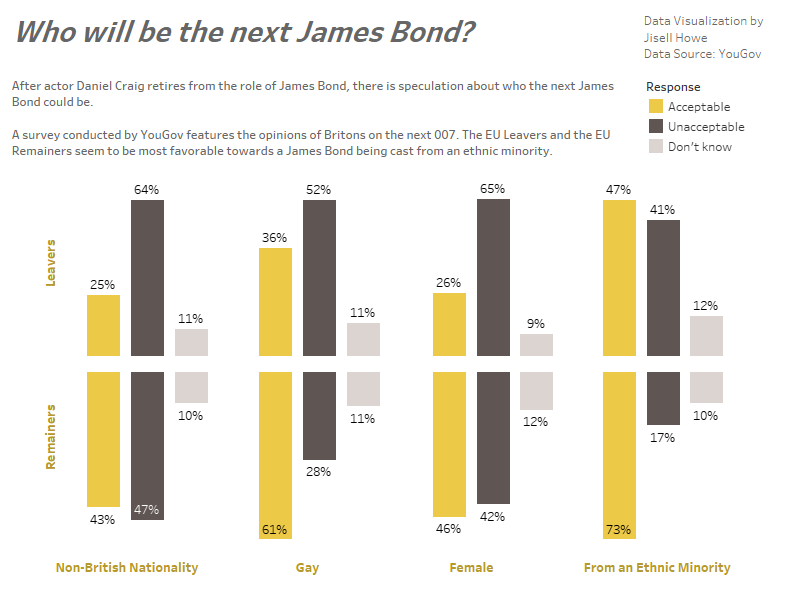 Who will be the next James Bond?
Data Visualization by
Jisell Howe
Data Source: YouGov
After actor Daniel Craig retires from the role of James Bond, there is speculation about who the next James
Bond could be.
A survey conducted by YouGov features the opinions of Britons on the next 007. The EU Leavers and the EU
Remainers seem to be most favorable towards a James Bond being cast from an ethnic minority.
Response
Acceptable
Unacceptable
Don't know
Leavers
25%
64%
11%
36%
52%
11%
26%
65%
9%
47%
41%
12%
Remainers
43%
47%
10%
61%
28%
11%
46%
42%
12%
73%
17%
10%
Non-British Nationality
Gay
Female
From an Ethnic Minority